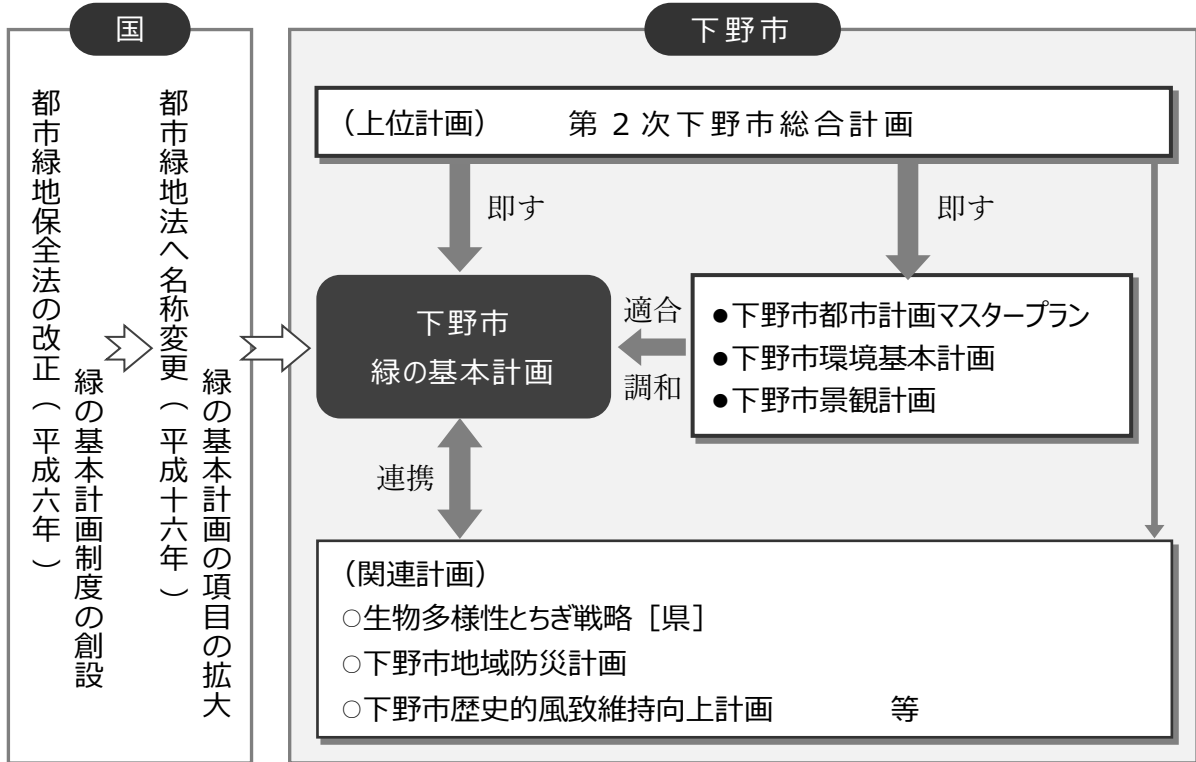 国
都市緑地保全法の改正（平成六年）
緑の基本計画制度の創設
都市緑地法へ名称変更（平成十六年）
緑の基本計画の項目の拡大
下野市
（上位計画） 第２次下野市総合計画
即す
即す
下野市
緑の基本計画
適合
調和
●下野市都市計画マスタープラン
●下野市環境基本計画
●下野市景観計画
連携
（関連計画）
○生物多様性とちぎ戦略［県］
○下野市地域防災計画
○下野市歴史的風致維持向上計画 等